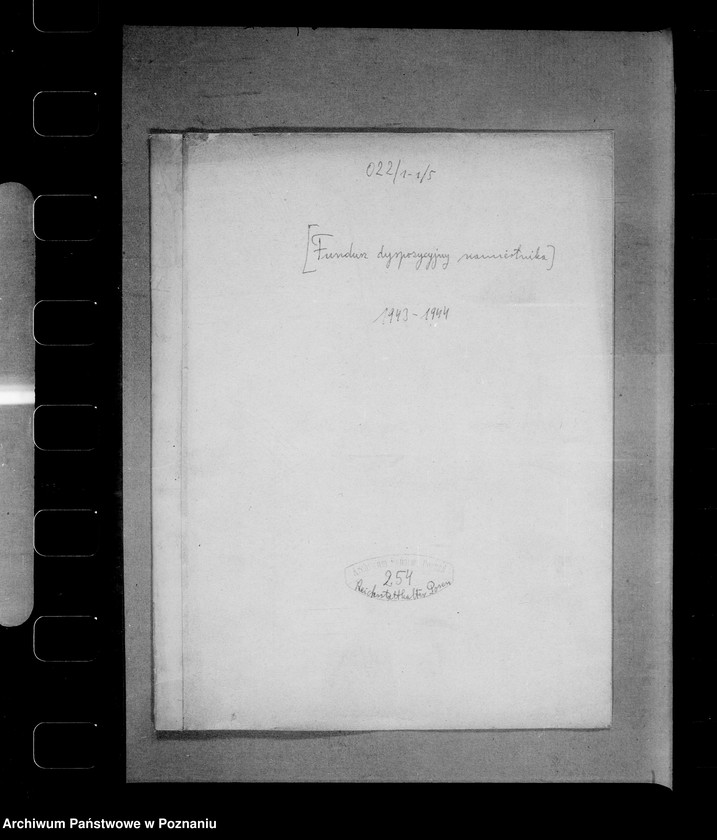 022/1-1/5
[Fundusz dyspozycyjny namiestnika]
1943-1944
254
Reichsstatthalter Posen
Archiwum Państwowe w Poznaniu